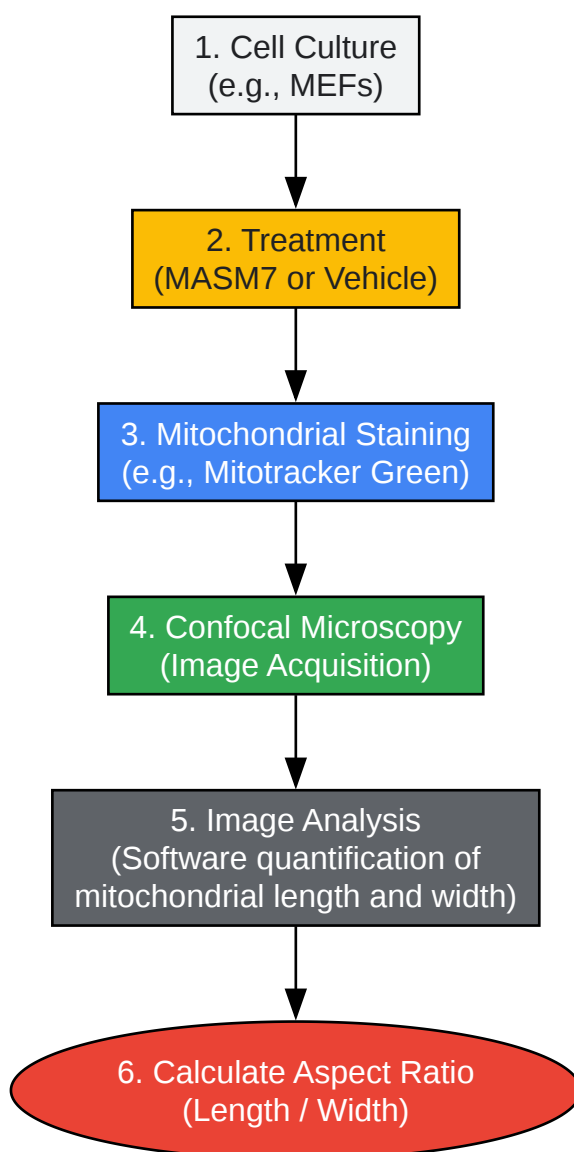 1. Cell Culture
(e.g., MEFs)
2. Treatment
(MASM7 or Vehicle)
3. Mitochondrial Staining
(e.g., Mitotracker Green)
4. Confocal Microscopy
(Image Acquisition)
5. Image Analysis
(Software quantification of
mitochondrial length and width)
6. Calculate Aspect Ratio
(Length / Width)